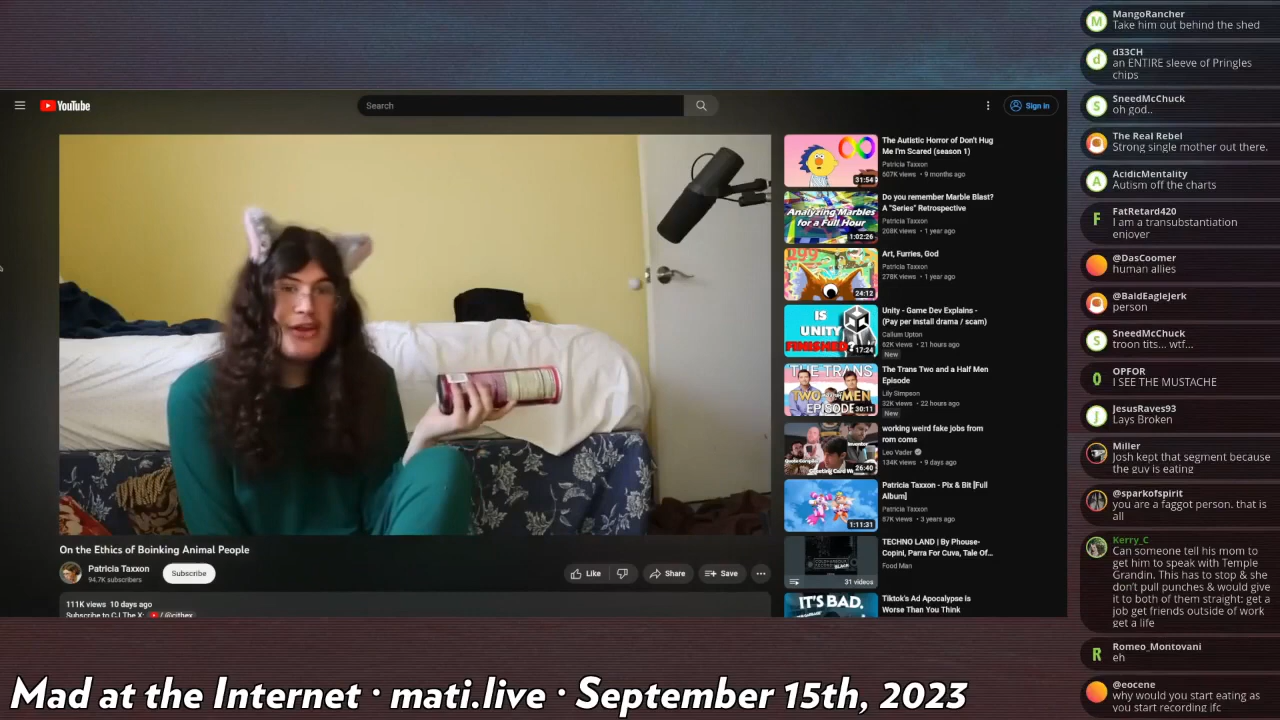 YouTube
Search
Sign in
The Autistic Horror of Don't Hug
Me I'm Scared (season 1)
Patricia Taxxon
607K views • 9 months ago
31:54
Do you remember Marble Blast?
A "Series" Retrospective
Patricia Taxxon
208K views • 1 year ago
Analyzing Marbles
for a Full Hour
1:02:26
Art, Furries, God
Patricia Taxxon
278K views • 1 year ago
299
24:12
Unity - Game Dev Explains -
(Pay per install drama / scam)
Callum Upton
62K views • 21 hours ago
New
IS
UNITY
FINISHED?
17:24
The Trans Two and a Half Men
Episode
Lily Simpson
32K views • 22 hours ago
New
THE TRANS
TWO and a half MEN
EPISODE
30:11
working weird fake jobs from
rom coms
Leo Vader
134K views • 9 days ago
26:40
Patricia Taxxon - Pix & Bit [Full
Album]
Patricia Taxxon
87K views • 3 years ago
1:11:31
TECHNO LAND | By Phouse-
Copini, Parra For Cuva, Tale Of...
Food Man
31 videos
Tiktok's Ad Apocalypse is
Worse Than You Think
IT'S BAD.
On the Ethics of Boinking Animal People
Patricia Taxxon
94.7K subscribers
Subscribe
Like
Share
Save
111K views 10 days ago
Subscribe to C J The X: / @cjthex
MangoRancher
Take him out behind the shed
d33CH
an ENTIRE sleeve of Pringles
chips
SneedMcChuck
oh god..
The Real Rebel
Strong single mother out there.
AcidicMentality
Autism off the charts
FatRetard420
I am a transubstantiation
enjoyer
@DasCoomer
human allies
@BaldEagleJerk
person
SneedMcChuck
troon tits... wtf...
OPFOR
I SEE THE MUSTACHE
JesusRaves93
Lays Broken
Miller
Josh kept that segment because
the guy is eating
@sparkofspirit
you are a faggot person. that is
all
Kerry_C
Can someone tell his mom to
get him to speak with Temple
Grandin. This has to stop & she
don't pull punches & would give
it to both of them straight: get a
job get friends outside of work
get a life
Romeo_Montovani
eh
@eocene
why would you start eating as
you start recording jfc
Mad at the Internet • mati.live • September 15th, 2023